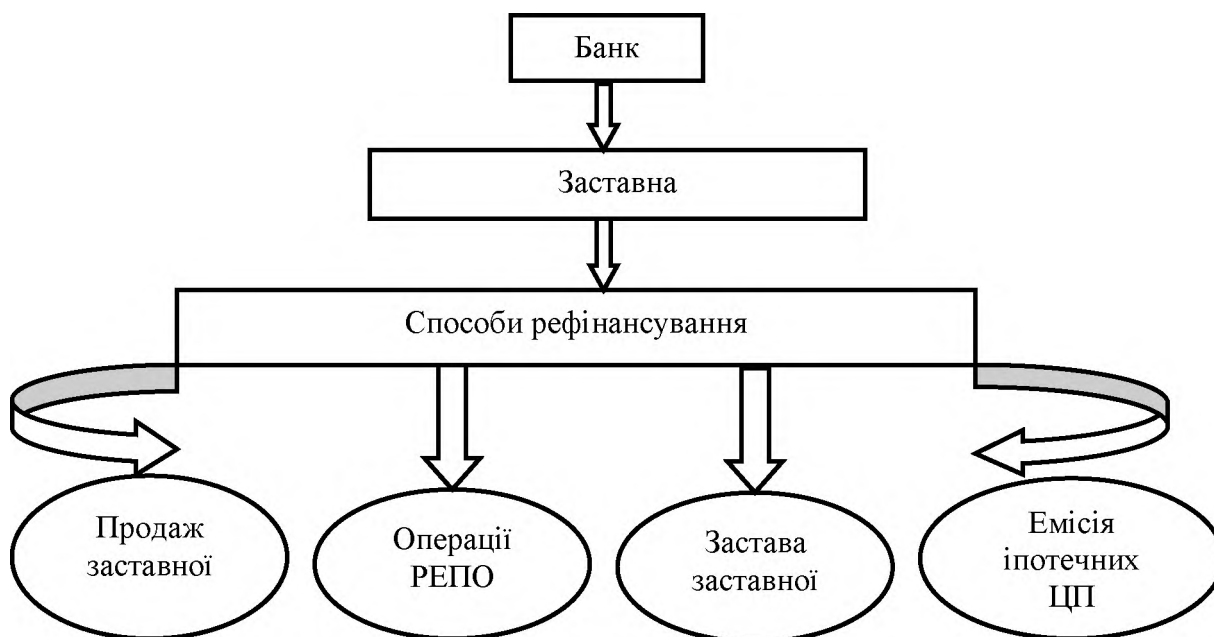 Банк
Заставна
Способи рефінансування
Продаж
заставної
Операції
РЕПО
Застава
заставної
Емісія
іпотечних
ЦП